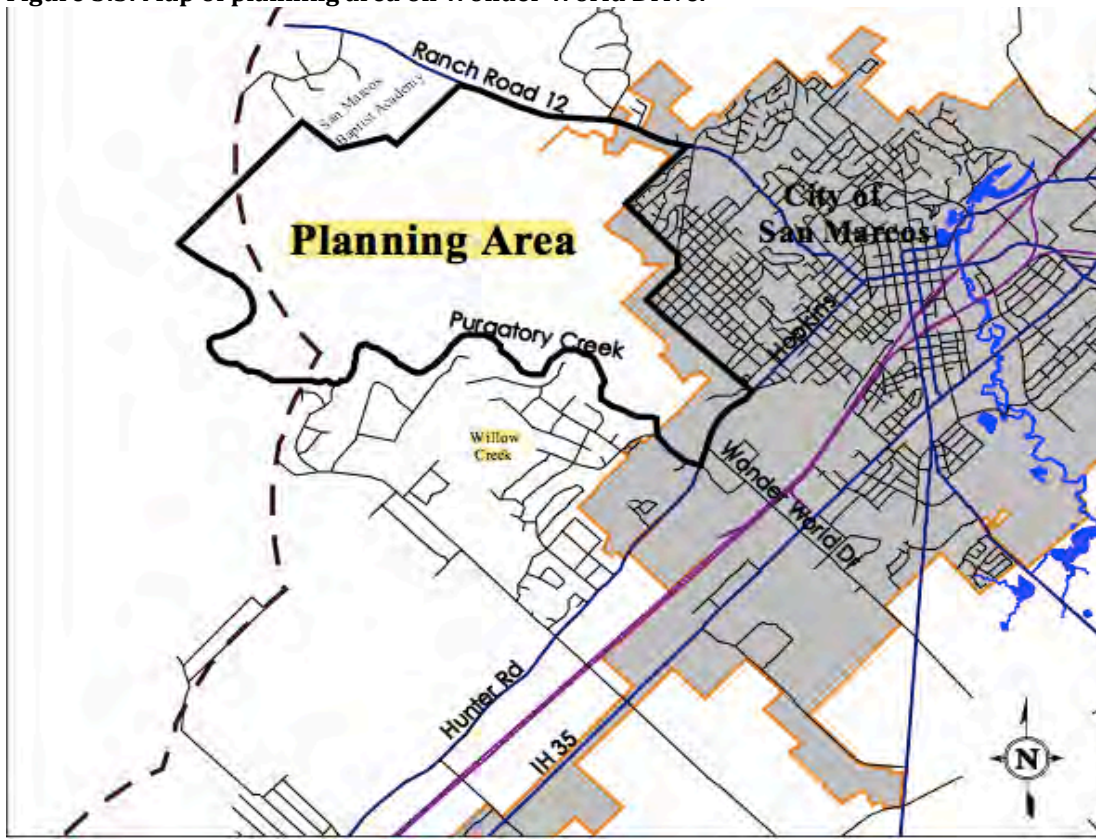 Ranch Road 12
San Marcos
Baptist Academy
City of
San Marcos
Planning Area
Purgatory Creek
Hopkins
Willow
Creek
Wonder World Dr
Hunter Rd
IH 35
N